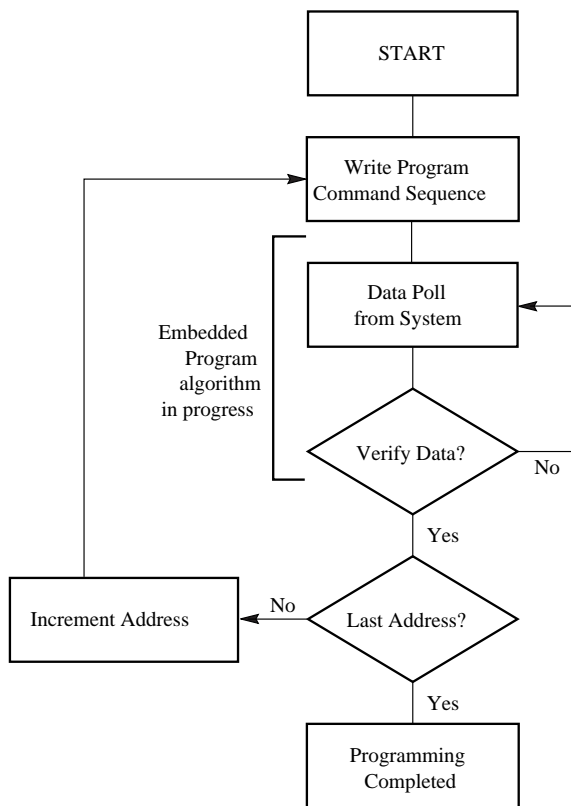 START
Write Program
Command Sequence
Data Poll
from System
Embedded
Program
algorithm
in progress
Verify Data?
No
Yes
Last Address?
No
Increment Address
Yes
Programming
Completed